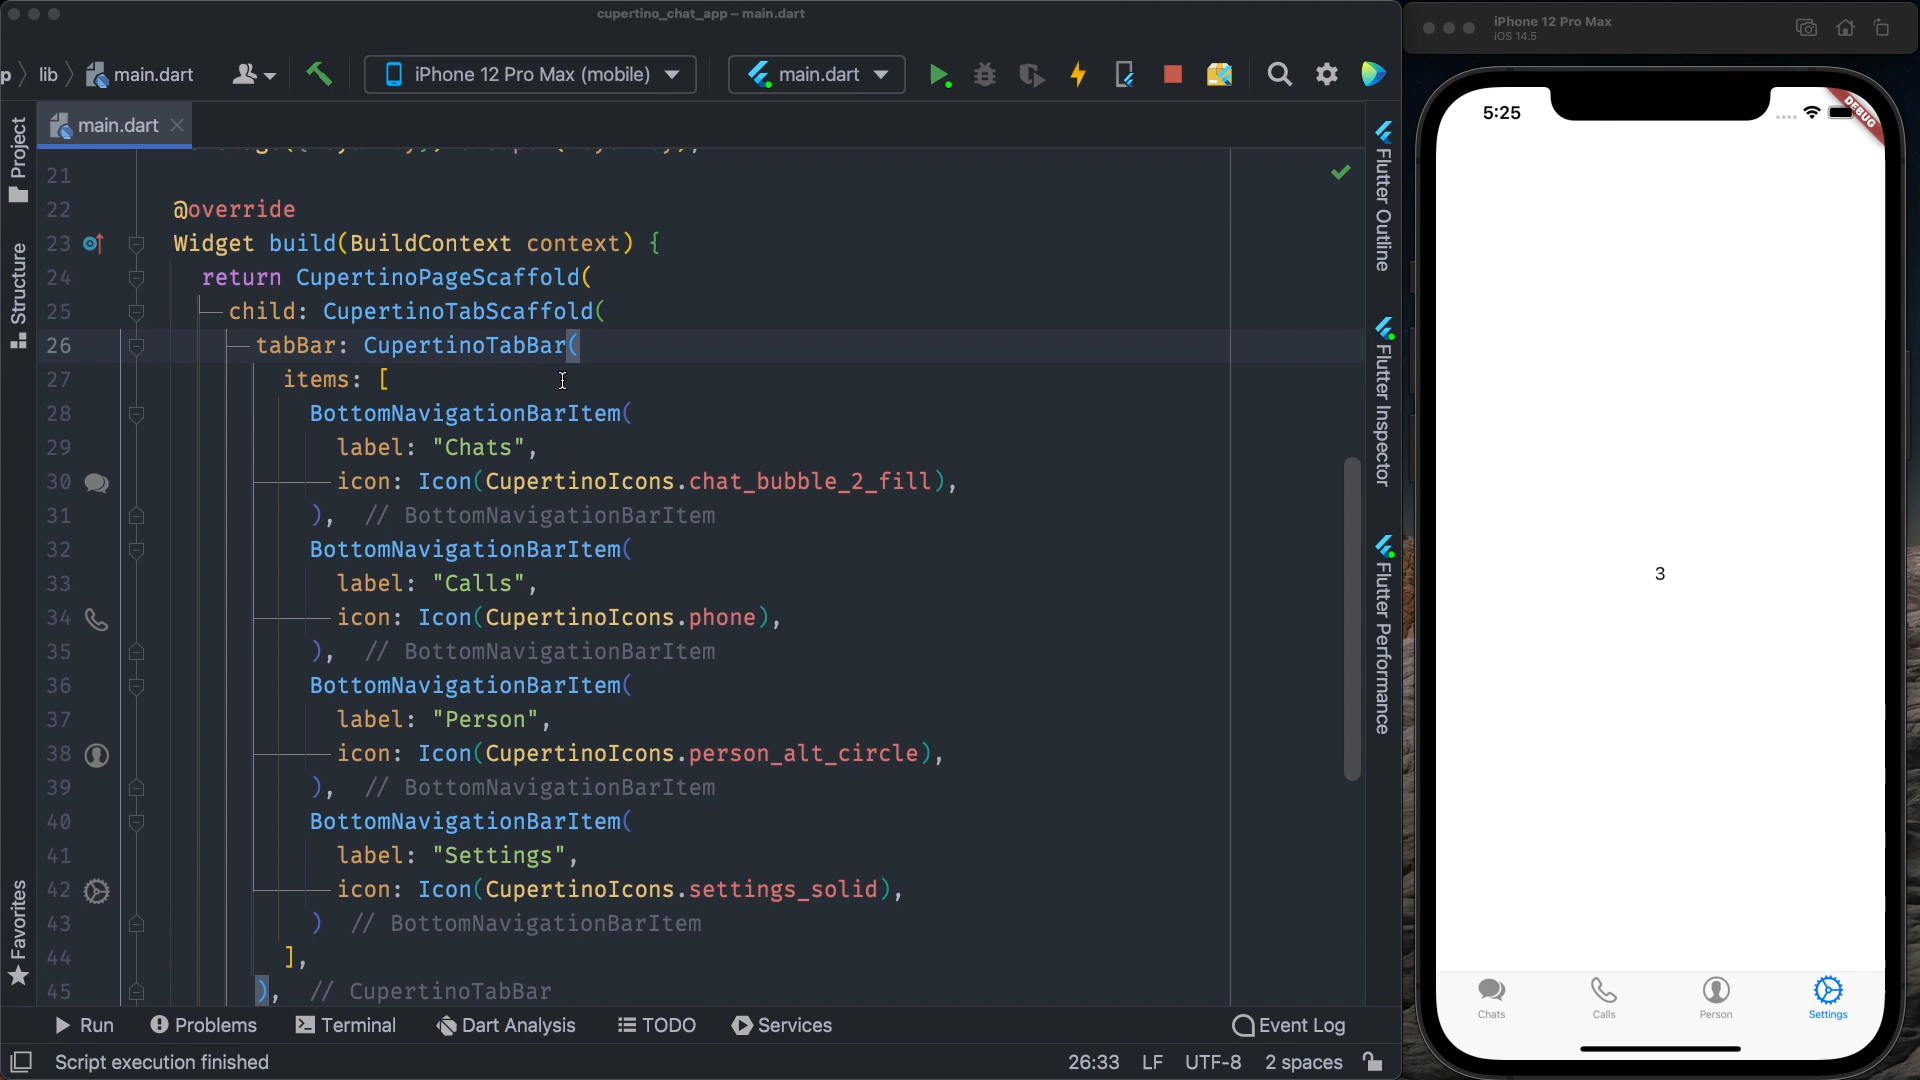 cupertino_chat_app – main.dart
p
lib
main.dart
iPhone 12 Pro Max (mobile)
main.dart
main.dart
Project
Structure
Favorites
21
22 @override
23 Widget build(BuildContext context) {
24 return CupertinoPageScaffold(
25 child: CupertinoTabScaffold(
26 tabBar: CupertinoTabBar(
27 items: [
28 BottomNavigationBarItem(
29 label: "Chats",
30 icon: Icon(CupertinoIcons.chat_bubble_2_fill),
31 ), // BottomNavigationBarItem
32 BottomNavigationBarItem(
33 label: "Calls",
34 icon: Icon(CupertinoIcons.phone),
35 ), // BottomNavigationBarItem
36 BottomNavigationBarItem(
37 label: "Person",
38 icon: Icon(CupertinoIcons.person_alt_circle),
39 ), // BottomNavigationBarItem
40 BottomNavigationBarItem(
41 label: "Settings",
42 icon: Icon(CupertinoIcons.settings_solid),
43 ) // BottomNavigationBarItem
44 ],
45 ), // CupertinoTabBar
Flutter Outline
Flutter Inspector
Flutter Performance
Run
Problems
Terminal
Dart Analysis
TODO
Services
Event Log
Script execution finished
26:33
LF
UTF-8
2 spaces
iPhone 12 Pro Max
iOS 14.5
5:25
DEBUG
3
Chats
Calls
Person
Settings